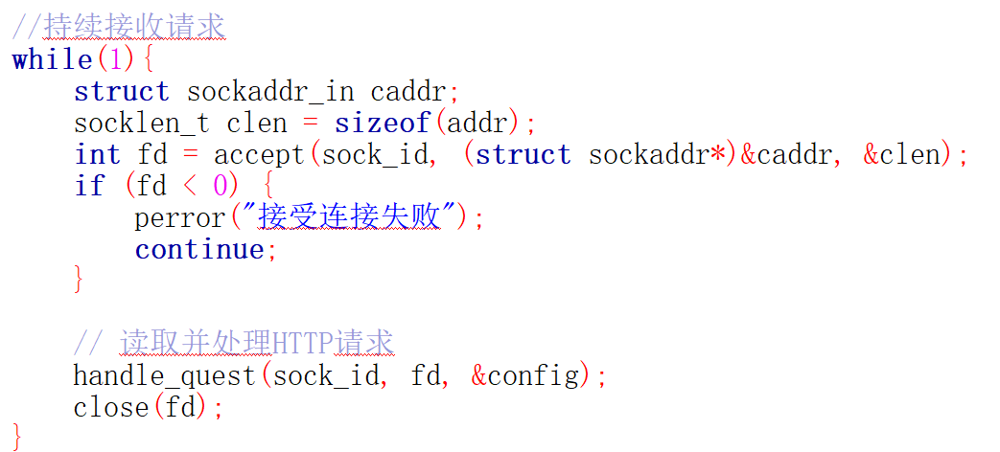 //持续接收请求
while(1){
    struct sockaddr_in caddr;
    socklen_t clen = sizeof(addr);
    int fd = accept(sock_id, (struct sockaddr*)&caddr, &clen);
    if (fd < 0) {
        perror("接受连接失败");
        continue;
    }

    // 读取并处理HTTP请求
    handle_quest(sock_id, fd, &config);
    close(fd);
}